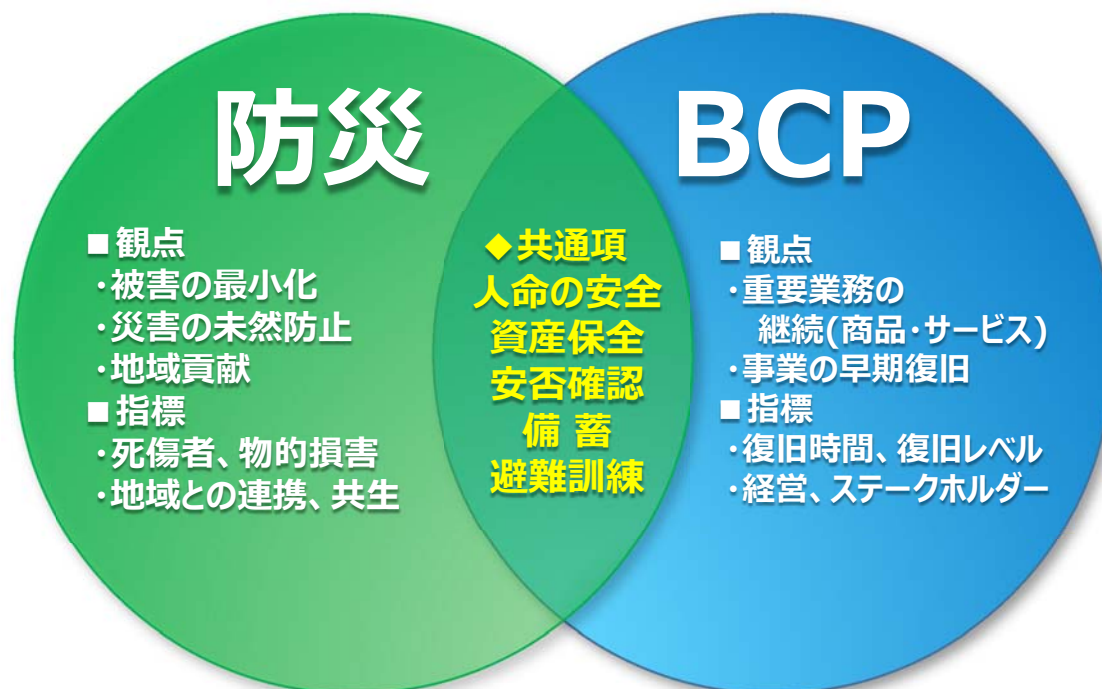 防災
■観点
・被害の最小化
・災害の未然防止
・地域貢献
■指標
・死傷者、物的損害
・地域との連携、共生
◆共通項
人命の安全
資産保全
安否確認
備 蓄
避難訓練
BCP
■観点
・重要業務の
継続(商品・サービス)
・事業の早期復旧
■指標
・復旧時間、復旧レベル
・経営、ステークホルダー